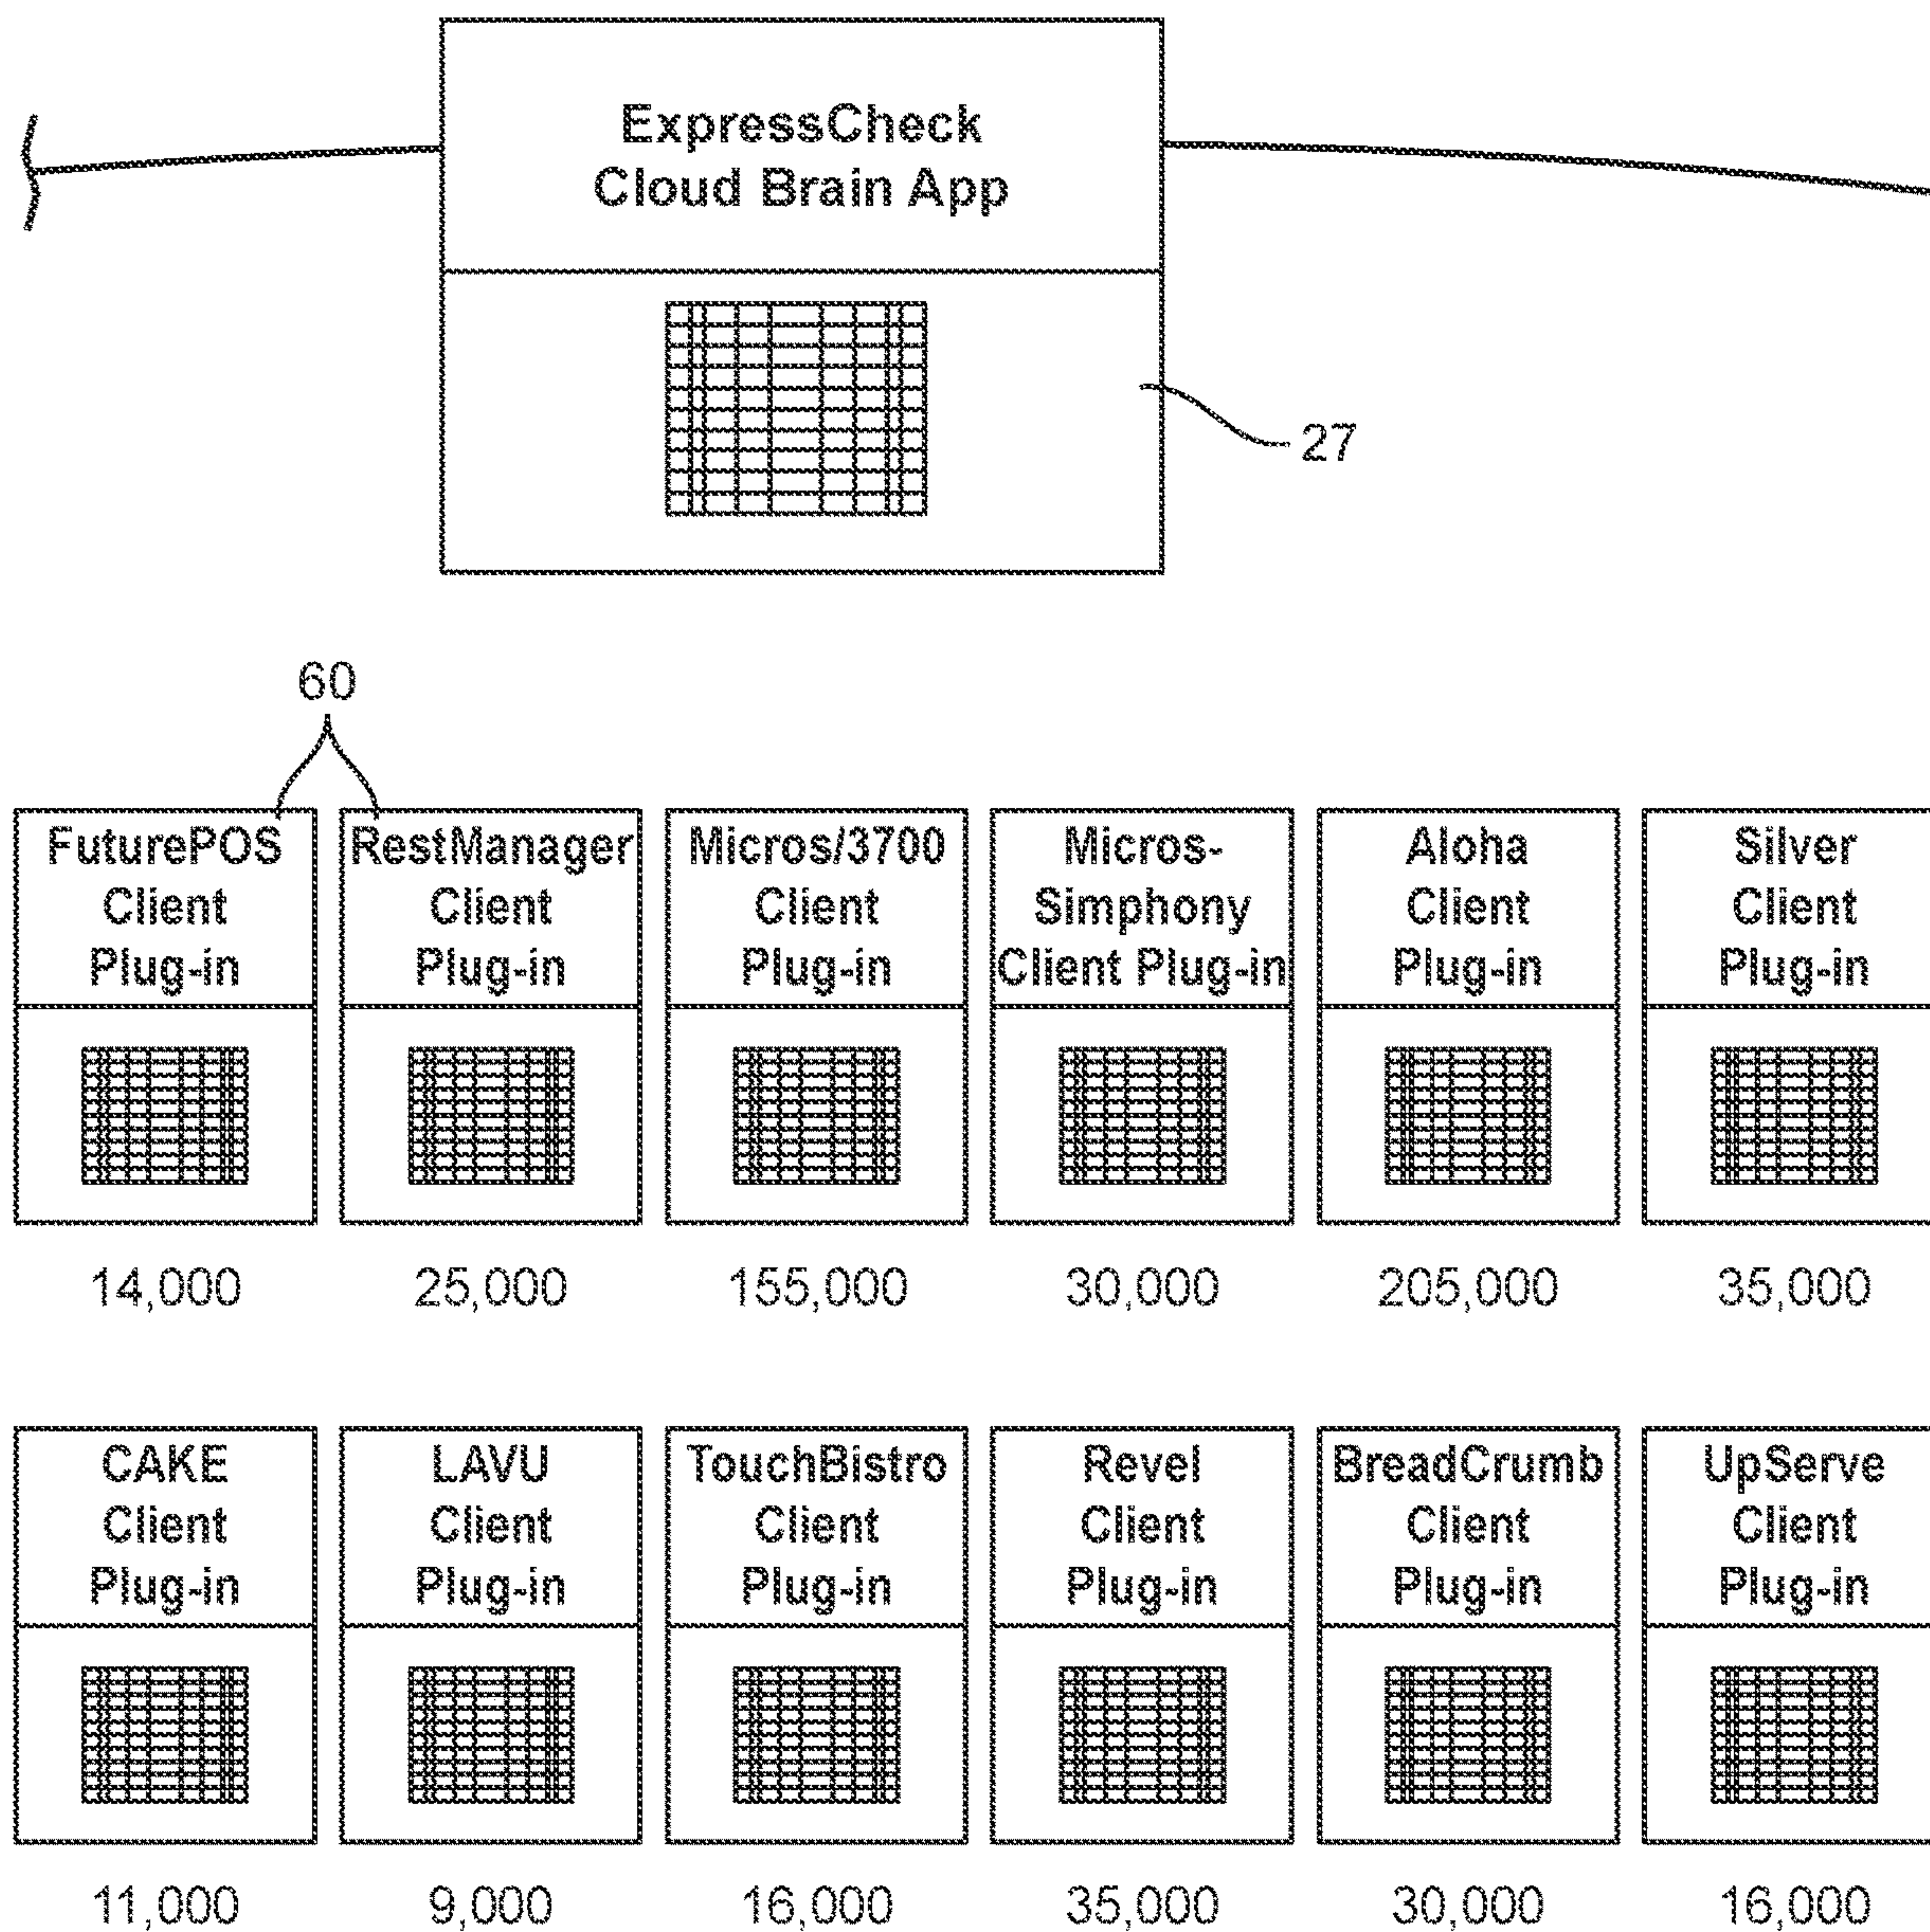 ExpressCheck
Cloud Brain App
27
60
FuturePOS
Client
Plug-in
RestManager
Client
Plug-in
Micros/3700
Client
Plug-in
Micros-
Simphony
Client Plug-in
Aloha
Client
Plug-in
Silver
Client
Plug-in
14,000
25,000
155,000
30,000
205,000
35,000
CAKE
Client
Plug-in
LAVU
Client
Plug-in
TouchBistro
Client
Plug-in
Revel
Client
Plug-in
BreadCrumb
Client
Plug-in
UpServe
Client
Plug-in
11,000
9,000
16,000
35,000
30,000
16,000